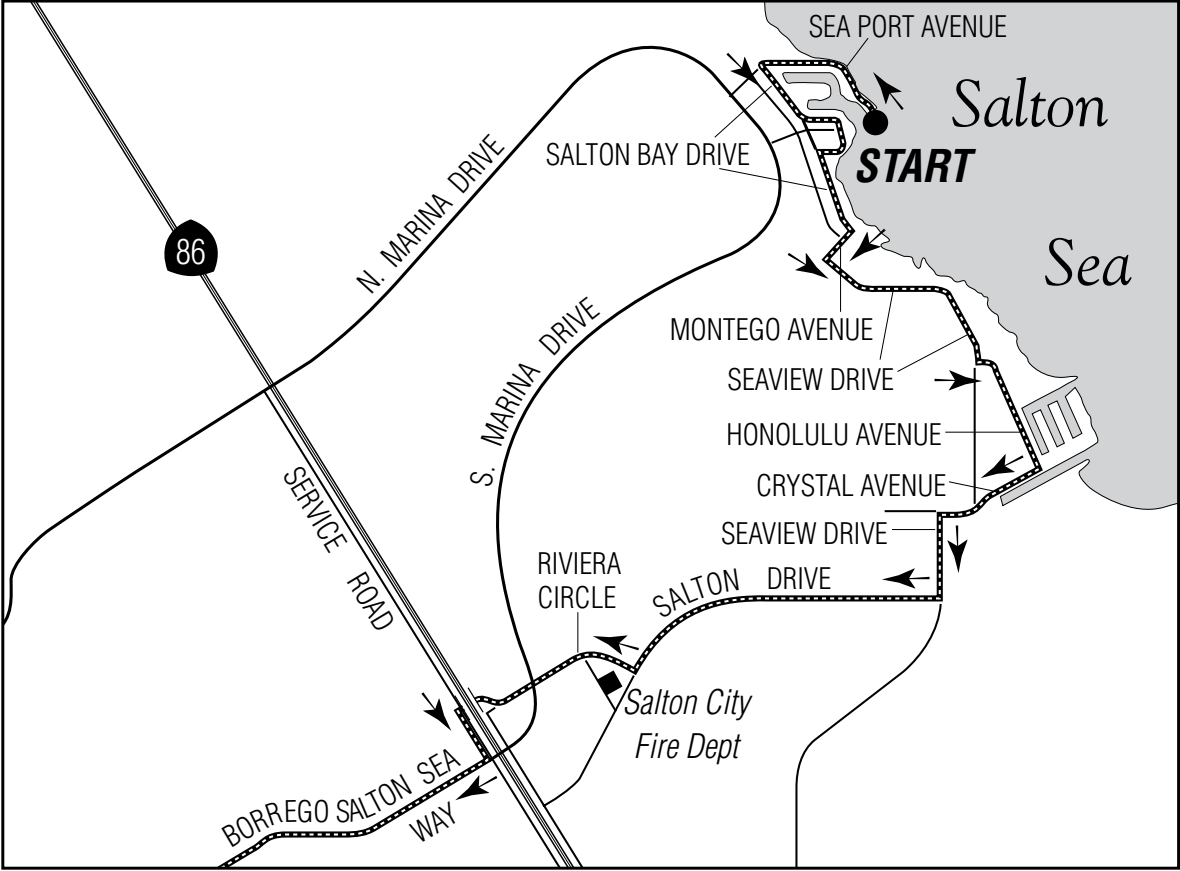 SEA PORT AVENUE
Salton
Sea
START
SALTON BAY DRIVE
N. MARINA DRIVE
86
MONTEGO AVENUE
S. MARINA DRIVE
SEAVIEW DRIVE
HONOLULU AVENUE
CRYSTAL AVENUE
SERVICE ROAD
SEAVIEW DRIVE
RIVIERA
CIRCLE
SALTON DRIVE
Salton City
Fire Dept
BORREGO SALTON SEA
WAY